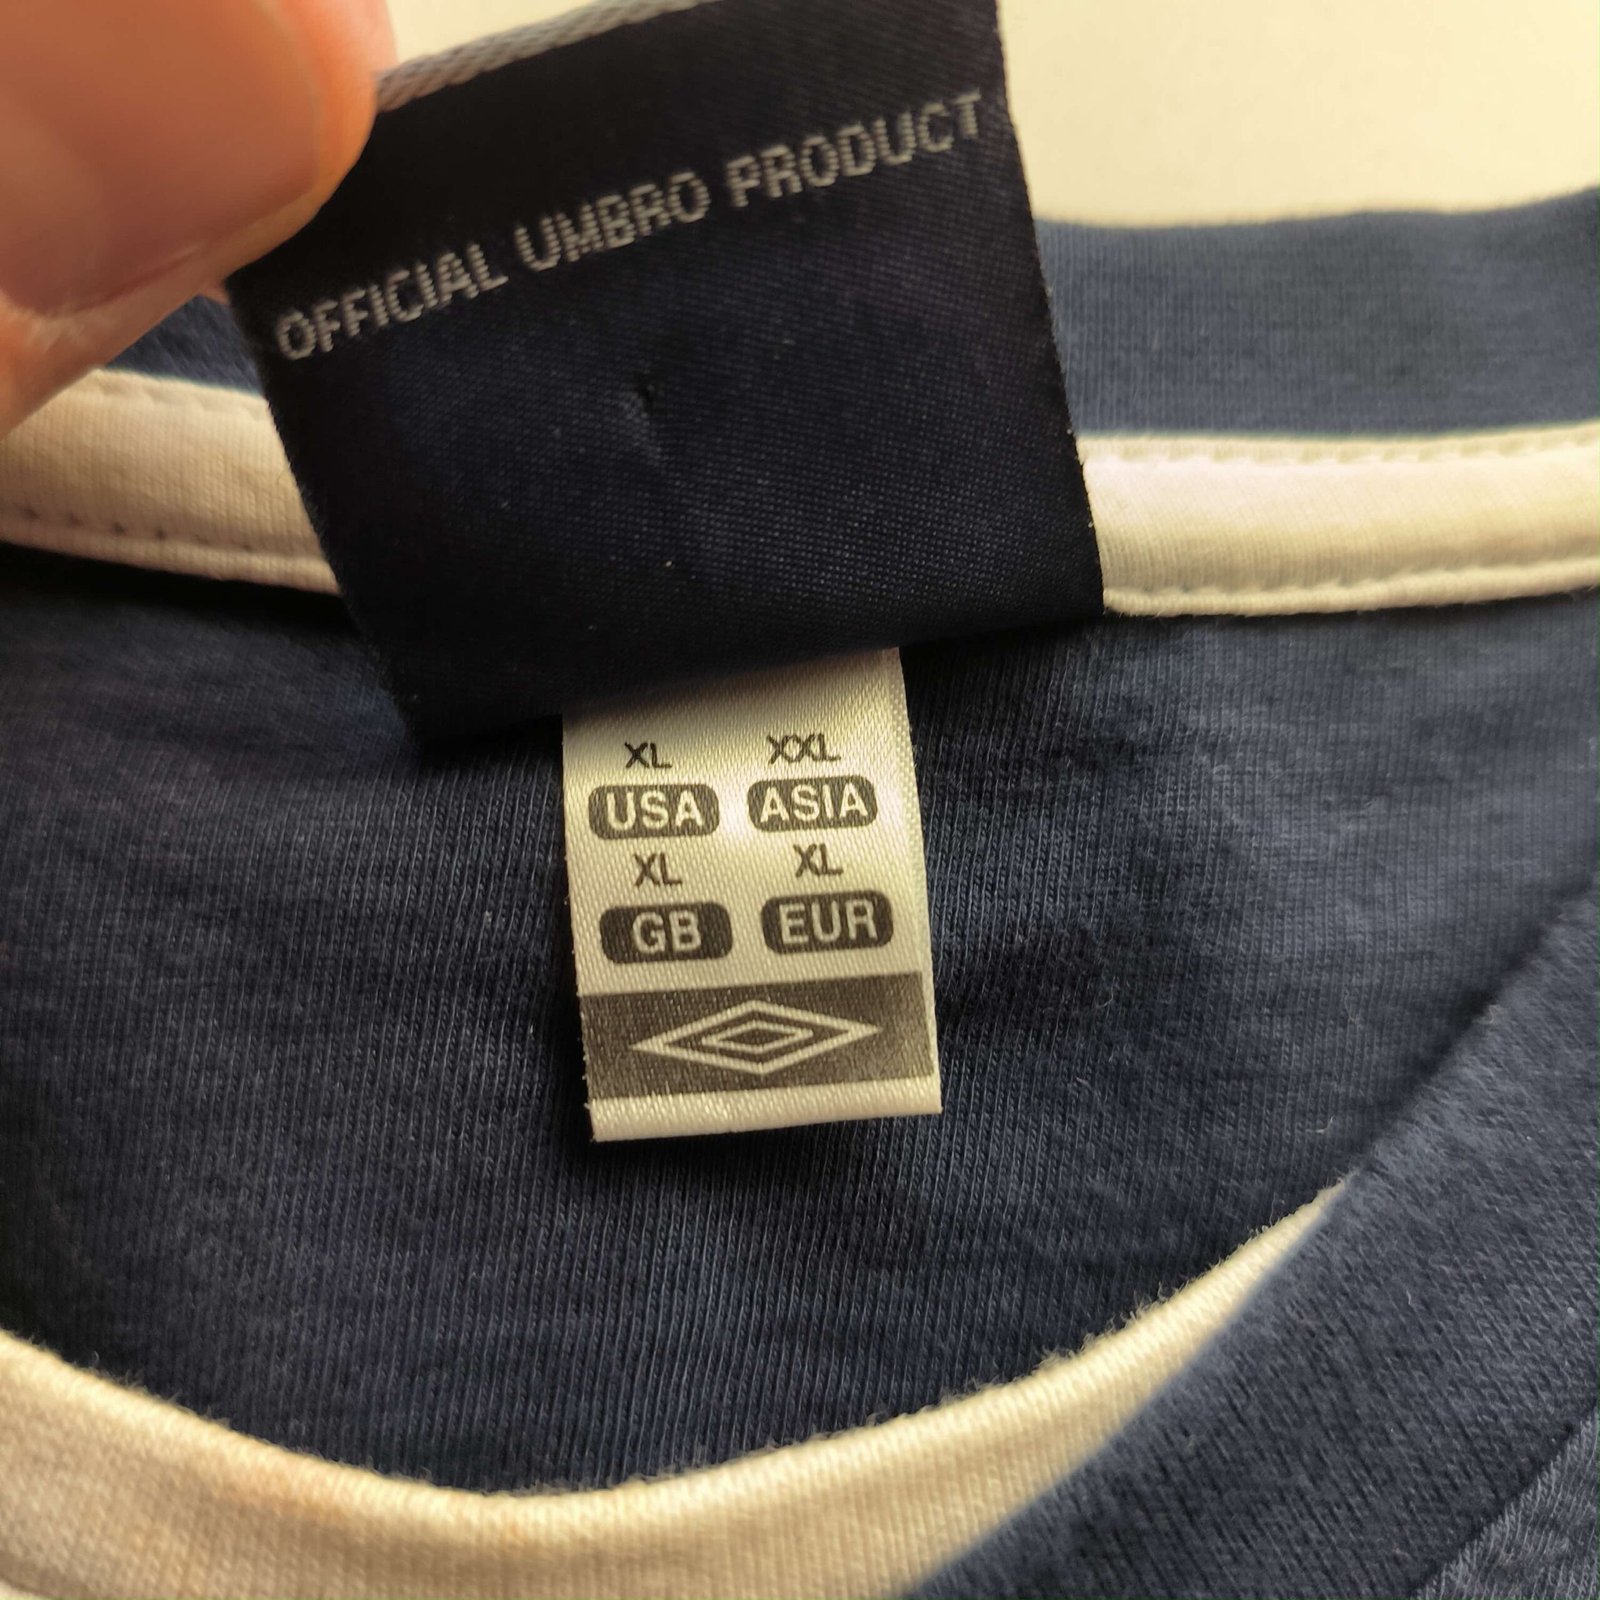 OFFICIAL UMBRO PRODUCT
XL XXL
USA ASIA
XL XL
GB EUR